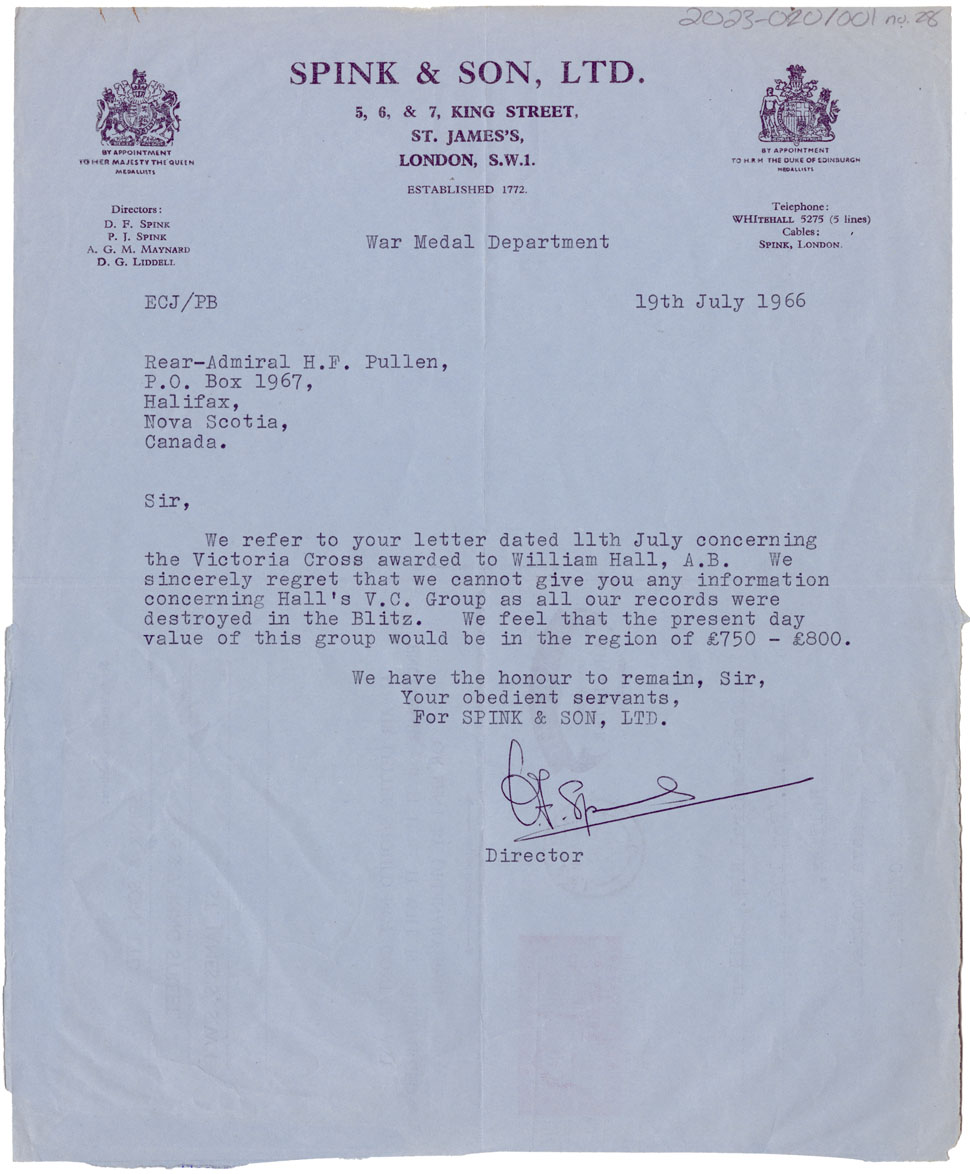 2023-020/001 no. 28
SPINK & SON, LTD.
5, 6, & 7, KING STREET,
ST. JAMES'S,
LONDON, S.W.1.
ESTABLISHED 1772.
BY APPOINTMENT
TO HER MAJESTY THE QUEEN
MEDALLISTS
BY APPOINTMENT
TO H.R.H THE DUKE OF EDINBURGH
MEDALLISTS
Directors:
D. F. SPINK
P. J. SPINK
A. G. M. MAYNARD
D. G. LIDDELL
Telephone:
WHITEHALL 5275 (5 lines)
Cables:
SPINK, LONDON.
War Medal Department
ECJ/PB
19th July 1966
Rear-Admiral H.F. Pullen,
P.O. Box 1967,
Halifax,
Nova Scotia,
Canada.
Sir,
We refer to your letter dated 11th July concerning
the Victoria Cross awarded to William Hall, A.B. We
sincerely regret that we cannot give you any information
concerning Hall's V.C. Group as all our records were
destroyed in the Blitz. We feel that the present day
value of this group would be in the region of £750 - £800.
We have the honour to remain, Sir,
Your obedient servants,
For SPINK & SON, LTD.
Director